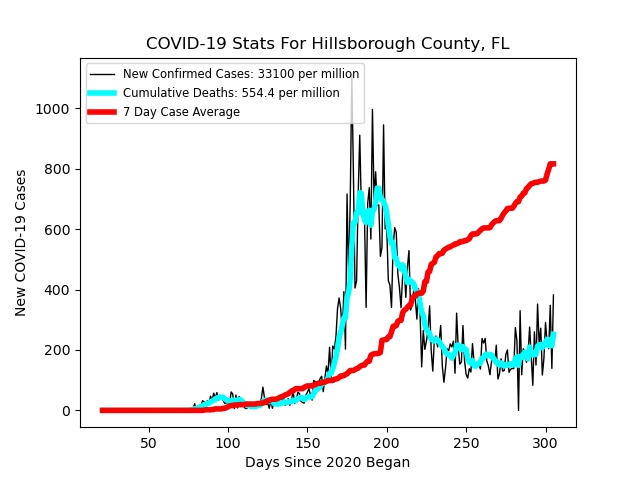 COVID-19 Stats For Hillsborough County, FL
New Confirmed Cases: 33100 per million
Cumulative Deaths: 554.4 per million
7 Day Case Average
New COVID-19 Cases
1000
800
600
400
200
0
50 100 150 200 250 300
Days Since 2020 Began